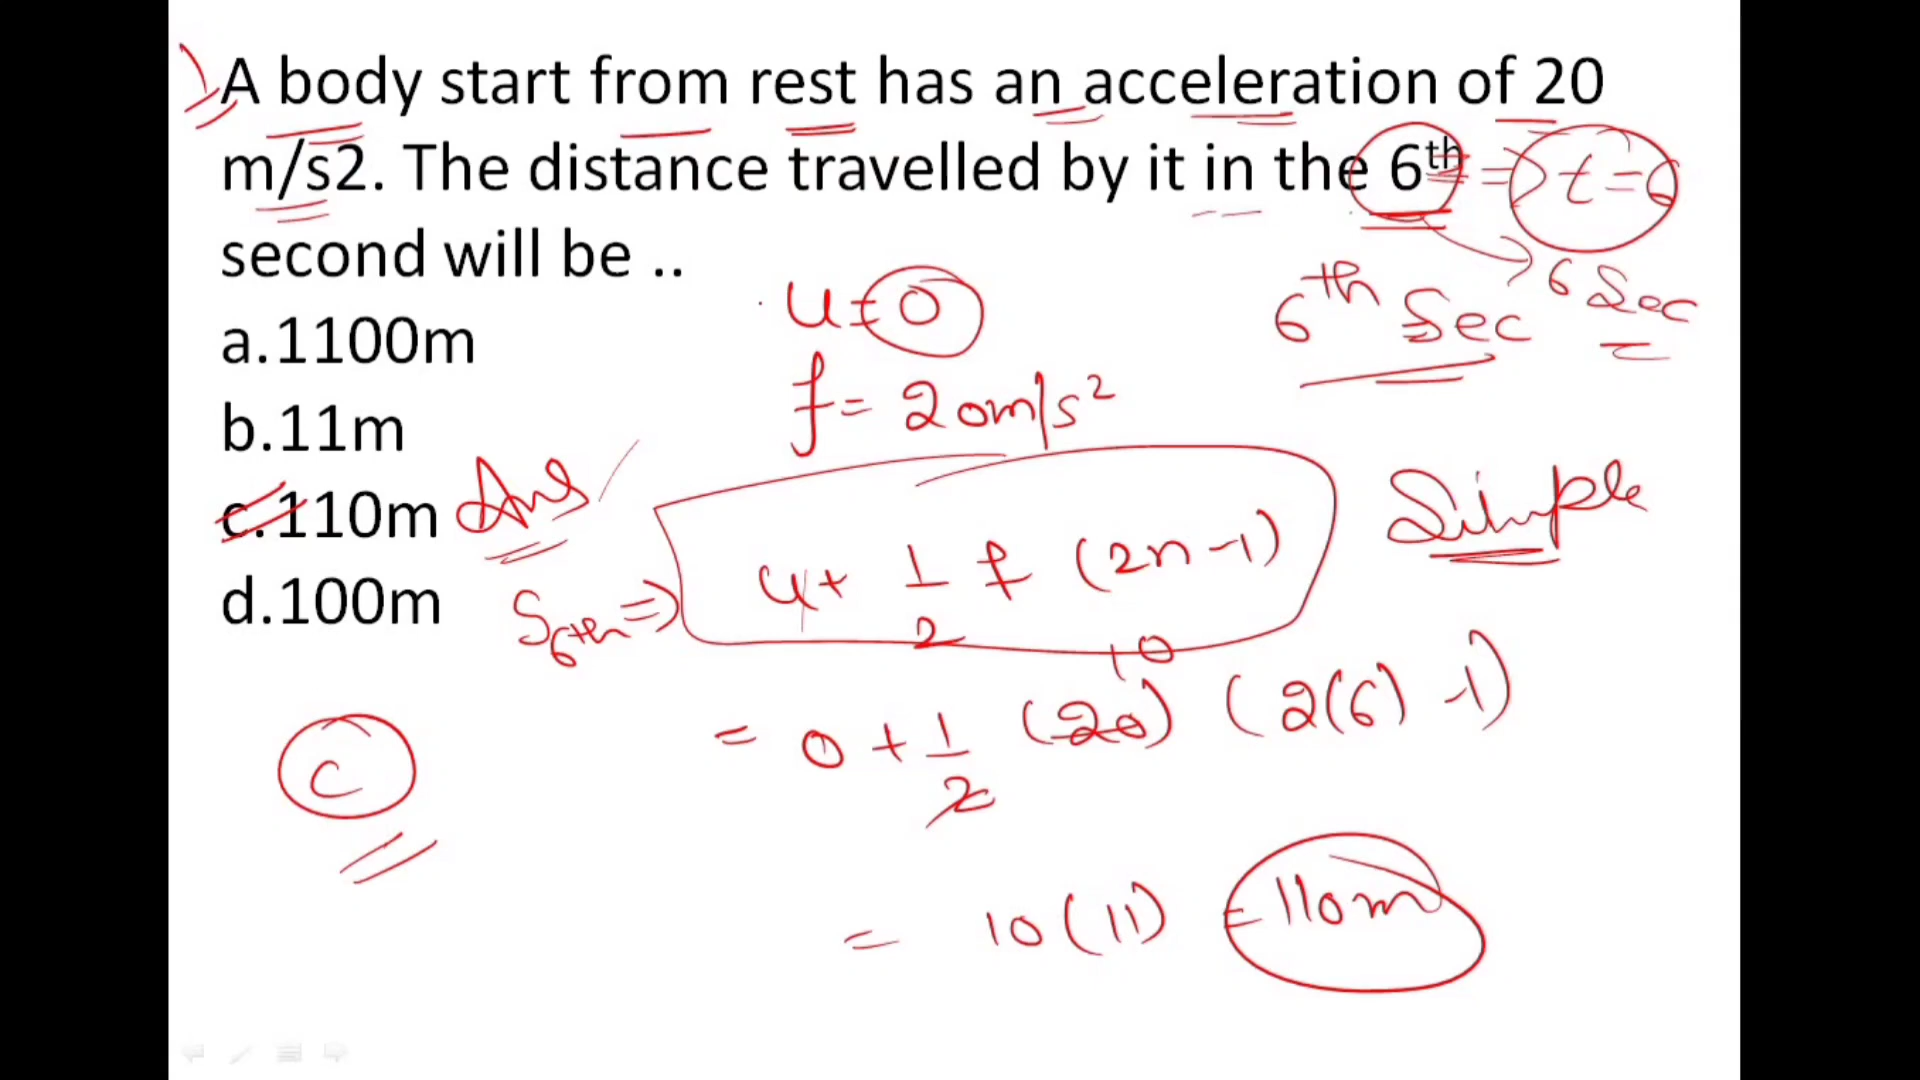 1) A body start from rest has an acceleration of 20
m/s2. The distance travelled by it in the 6th => t=6
second will be ..
6th Sec
6 Sec
u=0
a.1100m
f= 20m/s2
b.11m
c.110m Ans
Simple
S6th => u+ 1/2 f (2n-1)
d.100m
10
= 0+1/2 (20) (2(6)-1)
c
= 10(11) =110m